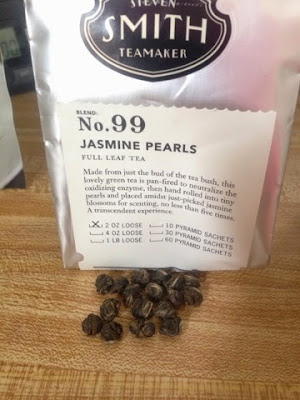 STEVEN
SMITH
TEAMAKER
BLEND:
No.99
JASMINE PEARLS
FULL LEAF TEA
Made from just the bud of the tea bush, this
lovely green tea is pan-fired to neutralize the
oxidizing enzyme, then hand rolled into tiny
pearls and placed amidst just-picked jasmine
blossoms for scenting, no less than five times.
A transcendent experience.
X 2 OZ LOOSE 10 PYRAMID SACHETS
4 OZ LOOSE 30 PYRAMID SACHETS
1 LB LOOSE 60 PYRAMID SACHETS